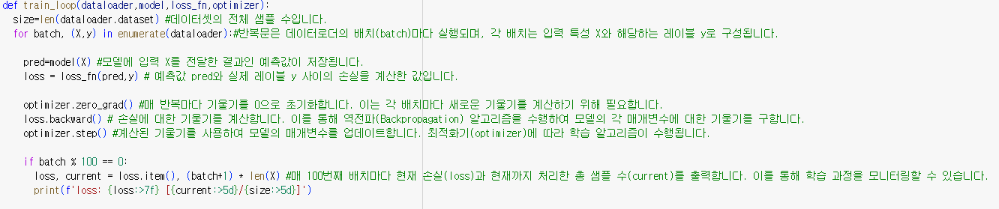 def train_loop(dataloader,model,loss_fn,optimizer):
size=len(dataloader.dataset) #데이터셋의 전체 샘플 수입니다.
for batch, (X,y) in enumerate(dataloader):#반복문은 데이터로더의 배치(batch)마다 실행되며, 각 배치는 입력 특성 X와 해당하는 레이블 y로 구성됩니다.
pred=model(X) #모델에 입력 X를 전달한 결과인 예측값이 저장됩니다.
loss = loss_fn(pred,y) # 예측값 pred와 실제 레이블 y 사이의 손실을 계산한 값입니다.
optimizer.zero_grad() #매 반복마다 기울기를 0으로 초기화합니다. 이는 각 배치마다 새로운 기울기를 계산하기 위해 필요합니다.
loss.backward() # 손실에 대한 기울기를 계산합니다. 이를 통해 역전파(Backpropagation) 알고리즘을 수행하여 모델의 각 매개변수에 대한 기울기를 구합니다.
optimizer.step() #계산된 기울기를 사용하여 모델의 매개변수를 업데이트합니다. 최적화기(optimizer)에 따라 학습 알고리즘이 수행됩니다.
if batch % 100 == 0:
loss, current = loss.item(), (batch+1) * len(X) #매 100번째 배치마다 현재 손실(loss)과 현재까지 처리한 총 샘플 수(current)를 출력합니다. 이를 통해 학습 과정을 모니터링할 수 있습니다.
print(f'loss: {loss:>7f} [{current:>5d}/{size:>5d}]')